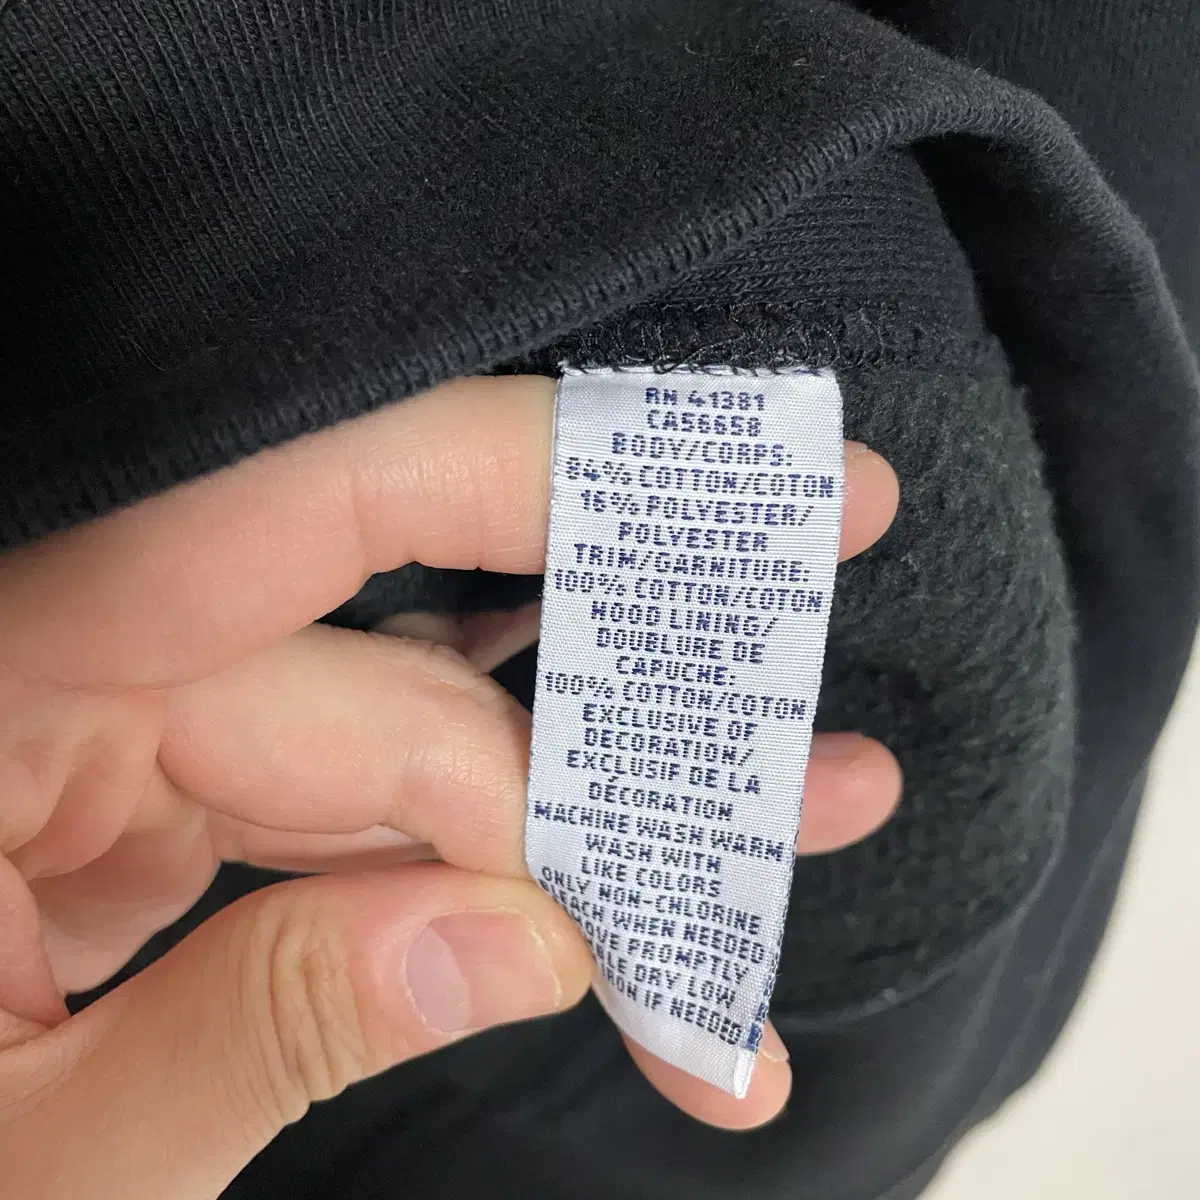 RN 41381
CA56658
BODY/CORPS:
84% COTTON/COTON
16% POLYESTER/
POLYESTER
TRIM/GARNITURE:
100% COTTON/COTON
HOOD LINING/
DOUBLURE DE
CAPUCHE:
100% COTTON/COTON
EXCLUSIVE OF
DECORATION/
EXCLUSIF DE LA
DÉCORATION
MACHINE WASH WARM
WASH WITH
LIKE COLORS
ONLY NON-CHLORINE
BLEACH WHEN NEEDED
PROMPTLY
DRY LOW
IRON IF NEEDED